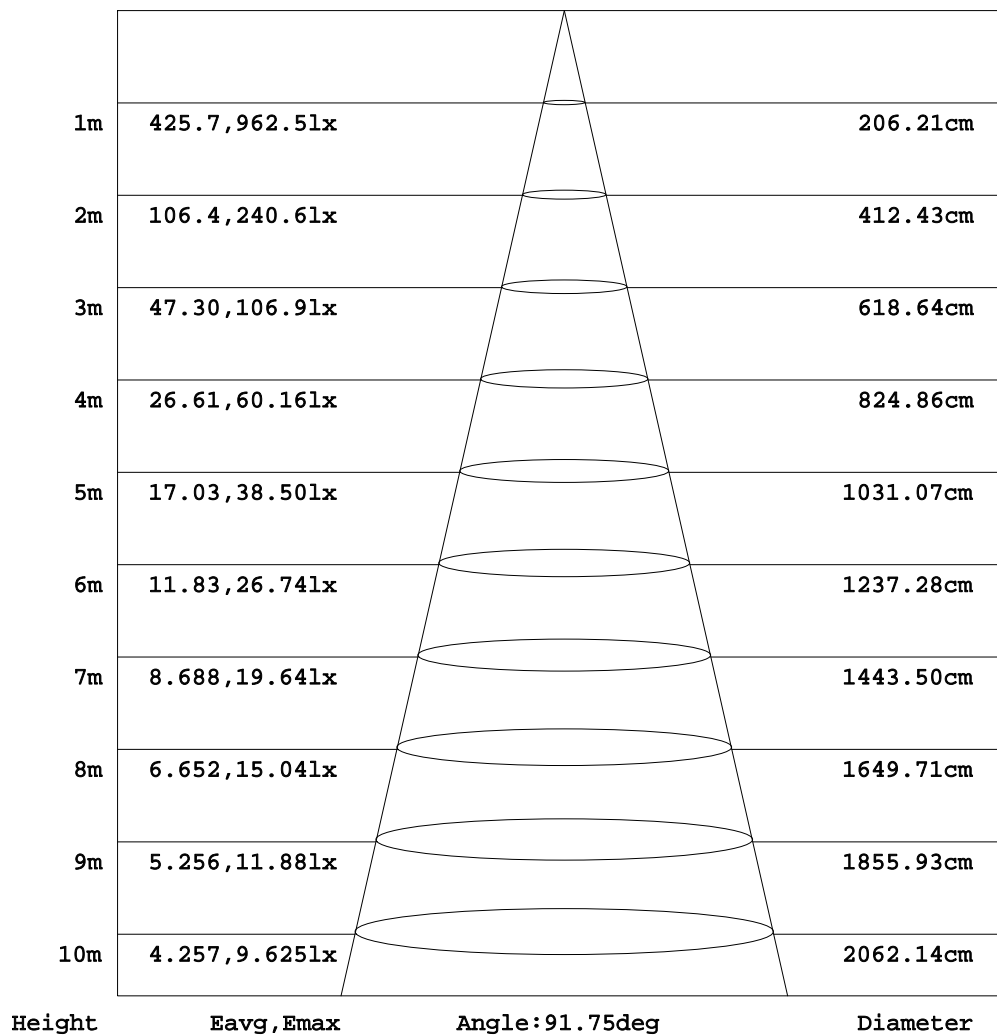 1m 425.7,962.5lx 206.21cm
2m 106.4,240.6lx 412.43cm
3m 47.30,106.9lx 618.64cm
4m 26.61,60.16lx 824.86cm
5m 17.03,38.50lx 1031.07cm
6m 11.83,26.74lx 1237.28cm
7m 8.688,19.64lx 1443.50cm
8m 6.652,15.04lx 1649.71cm
9m 5.256,11.88lx 1855.93cm
10m 4.257,9.625lx 2062.14cm
Height Eavg,Emax Angle:91.75deg Diameter